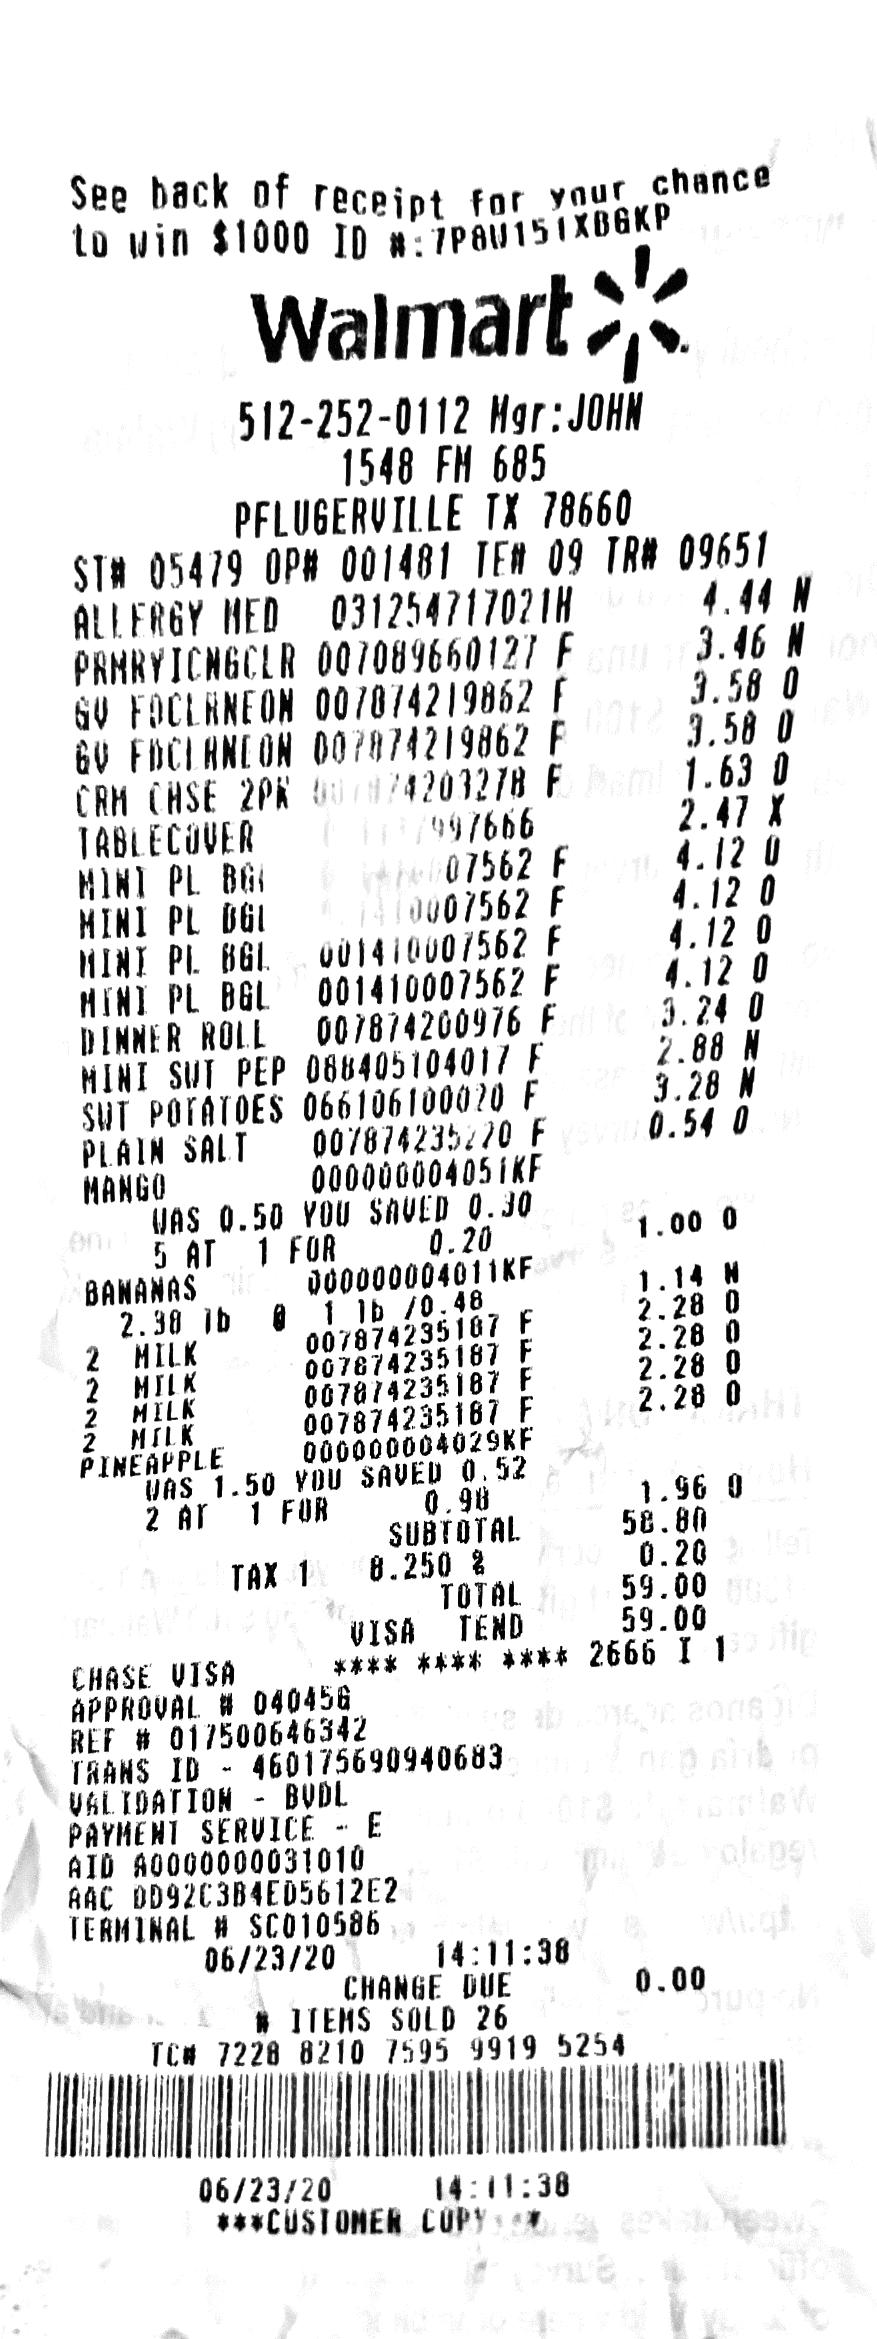 See back of receipt for your chance
to win $1000 ID #:7P8W151XBGKP
Walmart
512-252-0112 Mgr:JOHN
1548 FM 685
PFLUGERVILLE TX 78660
ST# 05479 OP# 001481 TE# 09 TR# 09651
ALLERGY MED 031254717021H 4.44 N
PRMRYICNGCLR 007089660127 F 3.46 N
GV FDCLRNEON 007874219862 F 3.58 O
GV FDCLRNEON 007874219862 F 3.58 O
CRM CHSE 2PK 4203278 F 1.63 O
TABLECOVER 997666 2.47 X
MINI PL BGL 07562 F 4.12 O
MINI PL BGL 0007562 F 4.12 O
MINI PL BGL 001410007562 F 4.12 O
MINI PL BGL 001410007562 F 4.12 O
DINNER ROLL 007874200976 F 3.24 O
MINI SWT PEP 088405104017 F 2.88 N
SWT POTATOES 066106100020 F 3.28 N
PLAIN SALT 007874235220 F 0.54 O
MANGO 000000004051KF
WAS 0.50 YOU SAVED 0.30
5 AT 1 FOR 0.20 1.00 O
BANANAS 000000004011KF
2.38 lb @ 1 lb /0.48 1.14 N
2 MILK 007874235187 F 2.28 O
2 MILK 007874235187 F 2.28 O
2 MILK 007874235187 F 2.28 O
2 MILK 007874235187 F 2.28 O
PINEAPPLE 000000004029KF
WAS 1.50 YOU SAVED 0.52
2 AT 1 FOR 0.98 1.96 O
SUBTOTAL 58.80
TAX 1 8.250 % 0.20
TOTAL 59.00
VISA TEND 59.00
CHASE VISA **** **** **** 2666 I 1
APPROVAL # 04045G
REF # 017500646342
TRANS ID - 460175690940683
VALIDATION - BVDL
PAYMENT SERVICE - E
AID A0000000031010
AAC DD92C3B4ED5612E2
TERMINAL # SC010586
06/23/20 14:11:38
CHANGE DUE 0.00
# ITEMS SOLD 26
TC# 7228 8210 7595 9919 5254
06/23/20 14:11:38
***CUSTOMER COPY***